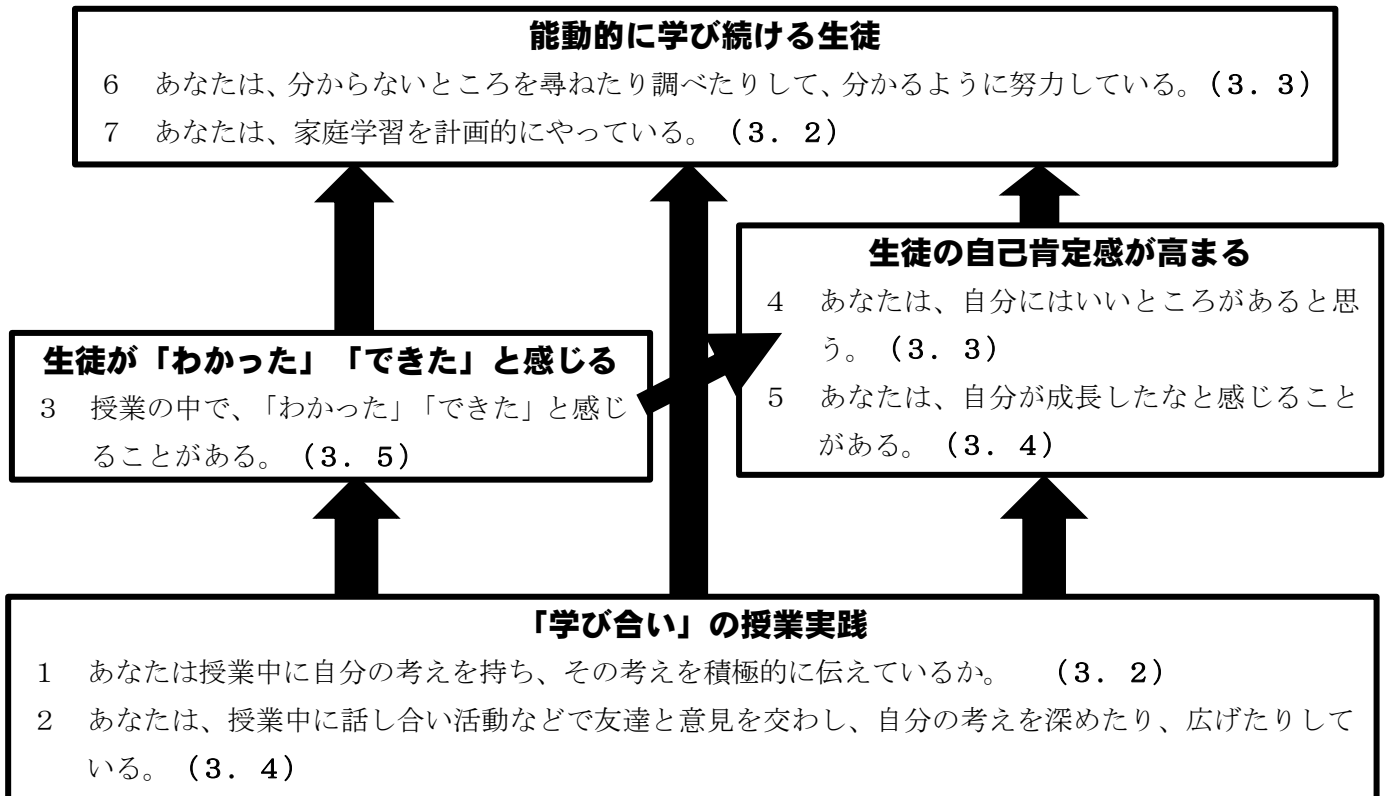 能動的に学び続ける生徒
6 あなたは、分からないところを尋ねたり調べたりして、分かるように努力している。(3.3)
7 あなたは、家庭学習を計画的にやっている。(3.2)
生徒の自己肯定感が高まる
4 あなたは、自分にはいいところがあると思
う。(3.3)
5 あなたは、自分が成長したなと感じること
がある。(3.4)
生徒が「わかった」「できた」と感じる
3 授業の中で、「わかった」「できた」と感じ
ることがある。(3.5)
「学び合い」の授業実践
1 あなたは授業中に自分の考えを持ち、その考えを積極的に伝えているか。 (3.2)
2 あなたは、授業中に話し合い活動などで友達と意見を交わし、自分の考えを深めたり、広げたりして
いる。(3.4)